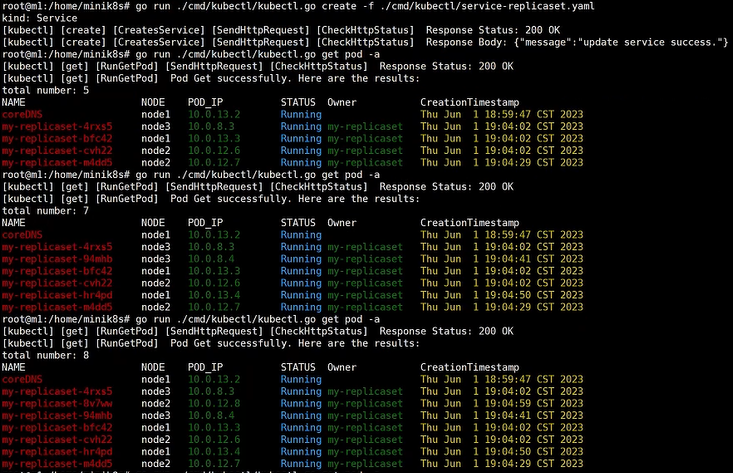 root@m1:/home/minik8s# go run ./cmd/kubectl/kubectl.go create -f ./cmd/kubectl/service-replicaset.yaml
kind: Service
[kubectl] [create] [CreatesService] [SendHttpRequest] [CheckHttpStatus]  Response Status: 200 OK
[kubectl] [create] [CreatesService] [SendHttpRequest] [CheckHttpStatus]  Response Body: {"message":"update service success."}
root@m1:/home/minik8s# go run ./cmd/kubectl/kubectl.go get pod -a
[kubectl] [get] [RunGetPod] [SendHttpRequest] [CheckHttpStatus]  Response Status: 200 OK
[kubectl] [get] [RunGetPod]  Pod Get successfully. Here are the results:
total number: 5
NAME NODE POD_IP STATUS Owner CreationTimestamp
coreDNS node1 10.0.13.2 Running Thu Jun  1 18:59:47 CST 2023
my-replicaset-4rxs5 node3 10.0.8.3 Running my-replicaset Thu Jun  1 19:04:02 CST 2023
my-replicaset-bfc42 node1 10.0.13.3 Running my-replicaset Thu Jun  1 19:04:02 CST 2023
my-replicaset-cvh22 node2 10.0.12.6 Running my-replicaset Thu Jun  1 19:04:02 CST 2023
my-replicaset-m4dd5 node2 10.0.12.7 Running my-replicaset Thu Jun  1 19:04:29 CST 2023
root@m1:/home/minik8s# go run ./cmd/kubectl/kubectl.go get pod -a
[kubectl] [get] [RunGetPod] [SendHttpRequest] [CheckHttpStatus]  Response Status: 200 OK
[kubectl] [get] [RunGetPod]  Pod Get successfully. Here are the results:
total number: 7
NAME NODE POD_IP STATUS Owner CreationTimestamp
coreDNS node1 10.0.13.2 Running Thu Jun  1 18:59:47 CST 2023
my-replicaset-4rxs5 node3 10.0.8.3 Running my-replicaset Thu Jun  1 19:04:02 CST 2023
my-replicaset-94mhb node3 10.0.8.4 Running my-replicaset Thu Jun  1 19:04:41 CST 2023
my-replicaset-bfc42 node1 10.0.13.3 Running my-replicaset Thu Jun  1 19:04:02 CST 2023
my-replicaset-cvh22 node2 10.0.12.6 Running my-replicaset Thu Jun  1 19:04:02 CST 2023
my-replicaset-hr4pd node1 10.0.13.4 Running my-replicaset Thu Jun  1 19:04:50 CST 2023
my-replicaset-m4dd5 node2 10.0.12.7 Running my-replicaset Thu Jun  1 19:04:29 CST 2023
root@m1:/home/minik8s# go run ./cmd/kubectl/kubectl.go get pod -a
[kubectl] [get] [RunGetPod] [SendHttpRequest] [CheckHttpStatus]  Response Status: 200 OK
[kubectl] [get] [RunGetPod]  Pod Get successfully. Here are the results:
total number: 8
NAME NODE POD_IP STATUS Owner CreationTimestamp
coreDNS node1 10.0.13.2 Running Thu Jun  1 18:59:47 CST 2023
my-replicaset-4rxs5 node3 10.0.8.3 Running my-replicaset Thu Jun  1 19:04:02 CST 2023
my-replicaset-8v7ww node2 10.0.12.8 Running my-replicaset Thu Jun  1 19:04:59 CST 2023
my-replicaset-94mhb node3 10.0.8.4 Running my-replicaset Thu Jun  1 19:04:41 CST 2023
my-replicaset-bfc42 node1 10.0.13.3 Running my-replicaset Thu Jun  1 19:04:02 CST 2023
my-replicaset-cvh22 node2 10.0.12.6 Running my-replicaset Thu Jun  1 19:04:02 CST 2023
my-replicaset-hr4pd node1 10.0.13.4 Running my-replicaset Thu Jun  1 19:04:50 CST 2023
my-replicaset-m4dd5 node2 10.0.12.7 Running my-replicaset Thu Jun  1 19:04:29 CST 2023